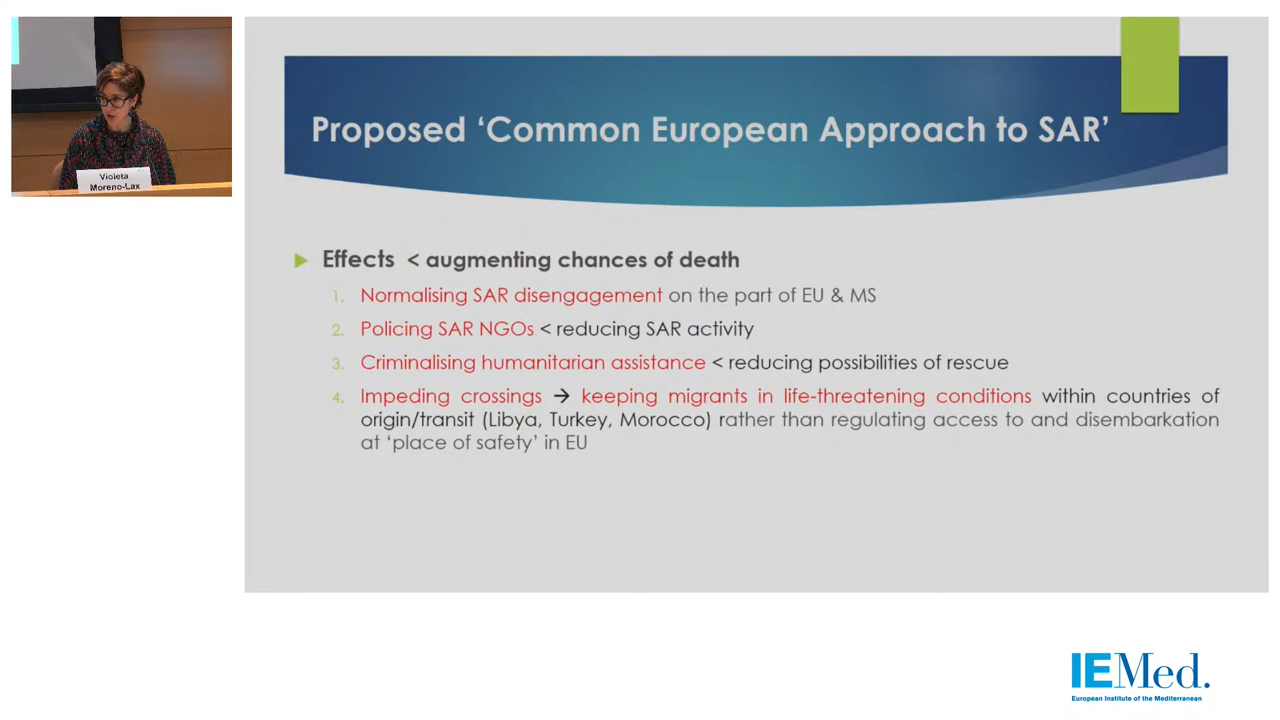 Violeta
Moreno-Lax
Proposed ‘Common European Approach to SAR’
Effects < augmenting chances of death
1. Normalising SAR disengagement on the part of EU & MS
2. Policing SAR NGOs < reducing SAR activity
3. Criminalising humanitarian assistance < reducing possibilities of rescue
4. Impeding crossings → keeping migrants in life-threatening conditions within countries of
origin/transit (Libya, Turkey, Morocco) rather than regulating access to and disembarkation
at ‘place of safety’ in EU
IEMed.
European Institute of the Mediterranean